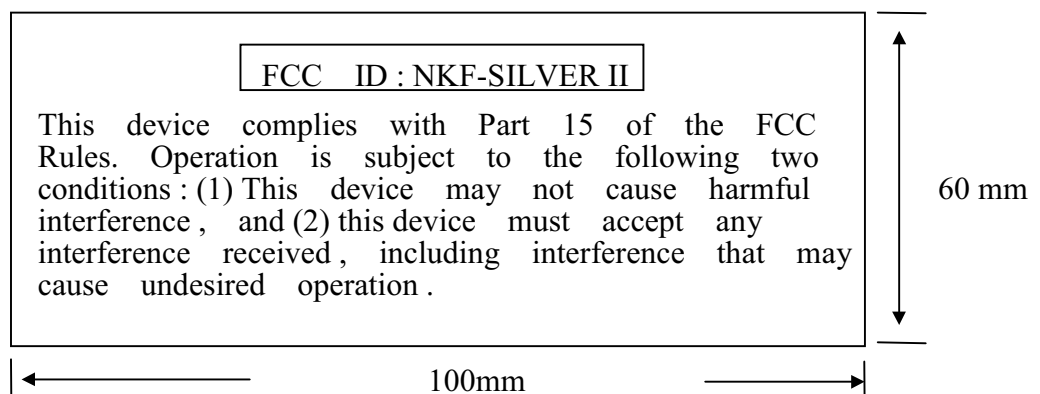 FCC ID : NKF-SILVER II
This device complies with Part 15 of the FCC
Rules. Operation is subject to the following two
conditions : (1) This device may not cause harmful
interference , and (2) this device must accept any
interference received , including interference that may
cause undesired operation .
60 mm
100mm